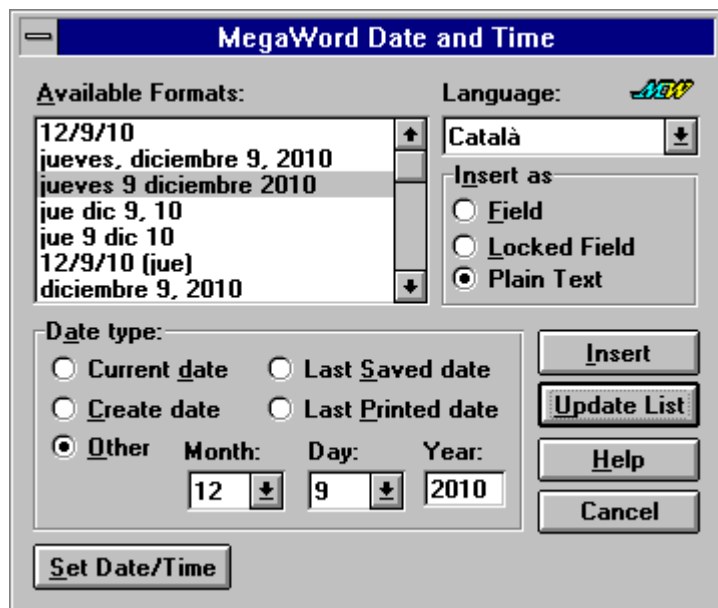 MegaWord Date and Time
Available Formats:
12/9/10
jueves, diciembre 9, 2010
jueves 9 diciembre 2010
jue dic 9, 10
jue 9 dic 10
12/9/10 (jue)
diciembre 9, 2010
Language: NEW
Català
Insert as
Field
Locked Field
Plain Text
Date type:
Current date
Last Saved date
Create date
Last Printed date
Other
Month: Day: Year:
12 9 2010
Insert
Update List
Help
Cancel
Set Date/Time